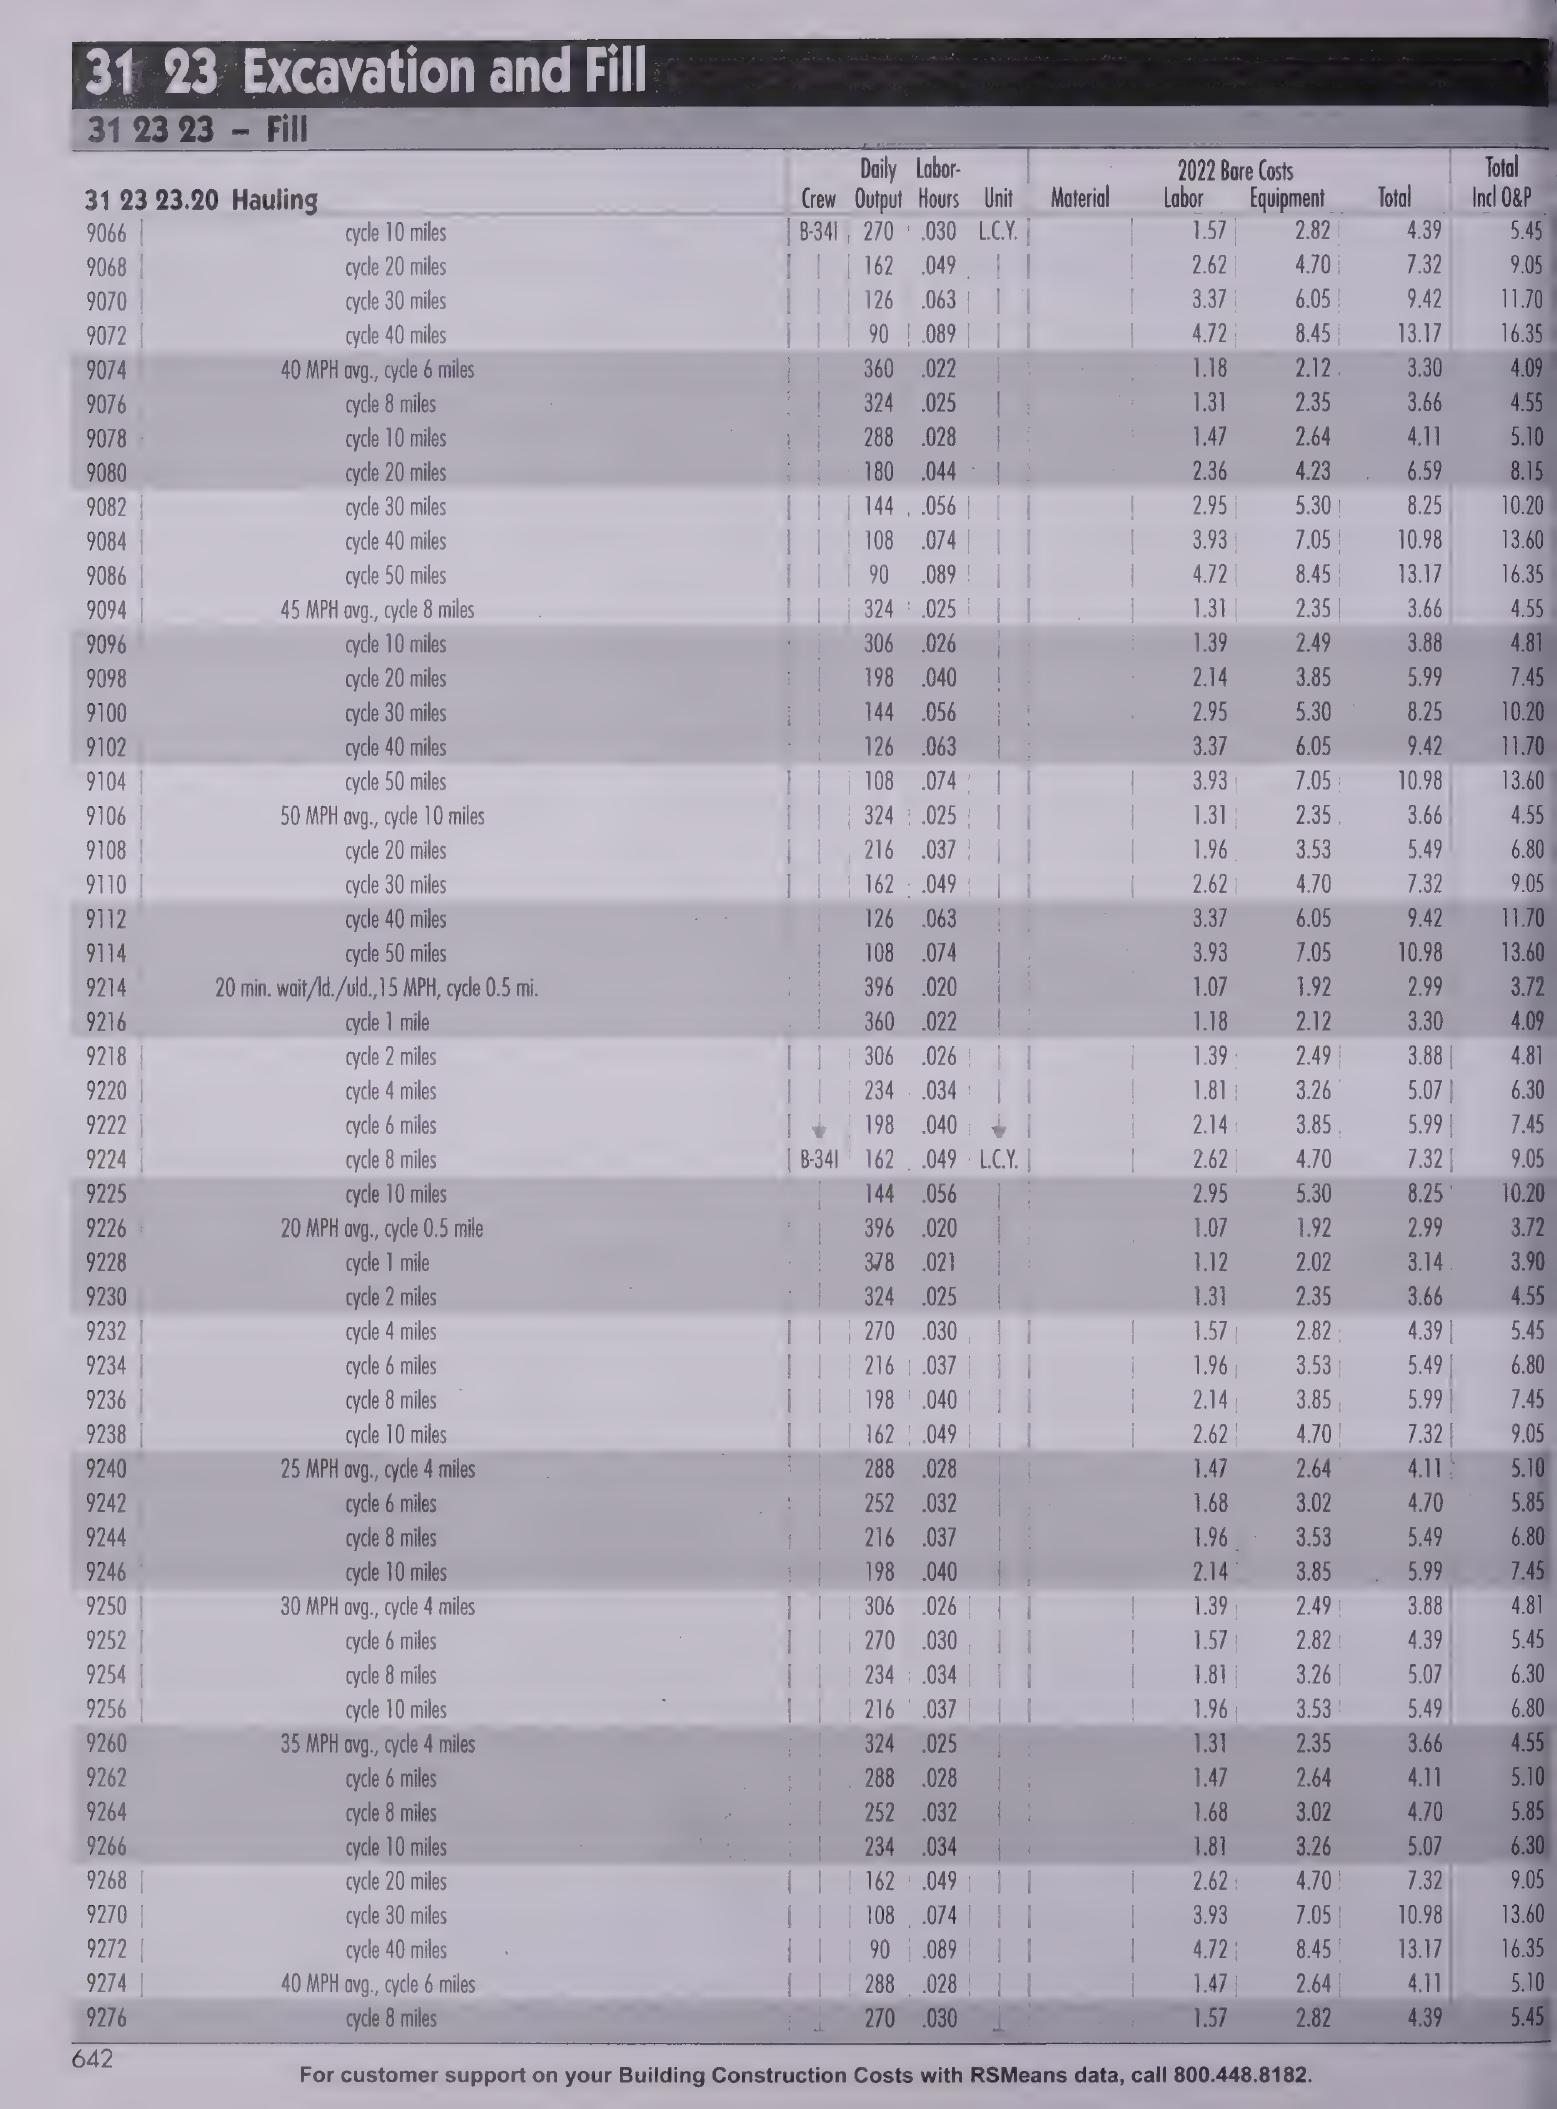 31 23 Excavation and Fill
31 23 23 – Fill
Daily Labor- 2022 Bare Costs Total
31 23 23.20 Hauling Crew Output Hours Unit Material Labor Equipment Total Incl O&P
9066 cycle 10 miles B-34I 270 .030 L.C.Y. 1.57 2.82 4.39 5.45
9068 cycle 20 miles 162 .049 2.62 4.70 7.32 9.05
9070 cycle 30 miles 126 .063 3.37 6.05 9.42 11.70
9072 cycle 40 miles 90 .089 4.72 8.45 13.17 16.35
9074 40 MPH avg., cycle 6 miles 360 .022 1.18 2.12 3.30 4.09
9076 cycle 8 miles 324 .025 1.31 2.35 3.66 4.55
9078 cycle 10 miles 288 .028 1.47 2.64 4.11 5.10
9080 cycle 20 miles 180 .044 2.36 4.23 6.59 8.15
9082 cycle 30 miles 144 .056 2.95 5.30 8.25 10.20
9084 cycle 40 miles 108 .074 3.93 7.05 10.98 13.60
9086 cycle 50 miles 90 .089 4.72 8.45 13.17 16.35
9094 45 MPH avg., cycle 8 miles 324 .025 1.31 2.35 3.66 4.55
9096 cycle 10 miles 306 .026 1.39 2.49 3.88 4.81
9098 cycle 20 miles 198 .040 2.14 3.85 5.99 7.45
9100 cycle 30 miles 144 .056 2.95 5.30 8.25 10.20
9102 cycle 40 miles 126 .063 3.37 6.05 9.42 11.70
9104 cycle 50 miles 108 .074 3.93 7.05 10.98 13.60
9106 50 MPH avg., cycle 10 miles 324 .025 1.31 2.35 3.66 4.55
9108 cycle 20 miles 216 .037 1.96 3.53 5.49 6.80
9110 cycle 30 miles 162 .049 2.62 4.70 7.32 9.05
9112 cycle 40 miles 126 .063 3.37 6.05 9.42 11.70
9114 cycle 50 miles 108 .074 3.93 7.05 10.98 13.60
9214 20 min. wait/ld./uld.,15 MPH, cycle 0.5 mi. 396 .020 1.07 1.92 2.99 3.72
9216 cycle 1 mile 360 .022 1.18 2.12 3.30 4.09
9218 cycle 2 miles 306 .026 1.39 2.49 3.88 4.81
9220 cycle 4 miles 234 .034 1.81 3.26 5.07 6.30
9222 cycle 6 miles 198 .040 2.14 3.85 5.99 7.45
9224 cycle 8 miles B-34I 162 .049 L.C.Y. 2.62 4.70 7.32 9.05
9225 cycle 10 miles 144 .056 2.95 5.30 8.25 10.20
9226 20 MPH avg., cycle 0.5 mile 396 .020 1.07 1.92 2.99 3.72
9228 cycle 1 mile 378 .021 1.12 2.02 3.14 3.90
9230 cycle 2 miles 324 .025 1.31 2.35 3.66 4.55
9232 cycle 4 miles 270 .030 1.57 2.82 4.39 5.45
9234 cycle 6 miles 216 .037 1.96 3.53 5.49 6.80
9236 cycle 8 miles 198 .040 2.14 3.85 5.99 7.45
9238 cycle 10 miles 162 .049 2.62 4.70 7.32 9.05
9240 25 MPH avg., cycle 4 miles 288 .028 1.47 2.64 4.11 5.10
9242 cycle 6 miles 252 .032 1.68 3.02 4.70 5.85
9244 cycle 8 miles 216 .037 1.96 3.53 5.49 6.80
9246 cycle 10 miles 198 .040 2.14 3.85 5.99 7.45
9250 30 MPH avg., cycle 4 miles 306 .026 1.39 2.49 3.88 4.81
9252 cycle 6 miles 270 .030 1.57 2.82 4.39 5.45
9254 cycle 8 miles 234 .034 1.81 3.26 5.07 6.30
9256 cycle 10 miles 216 .037 1.96 3.53 5.49 6.80
9260 35 MPH avg., cycle 4 miles 324 .025 1.31 2.35 3.66 4.55
9262 cycle 6 miles 288 .028 1.47 2.64 4.11 5.10
9264 cycle 8 miles 252 .032 1.68 3.02 4.70 5.85
9266 cycle 10 miles 234 .034 1.81 3.26 5.07 6.30
9268 cycle 20 miles 162 .049 2.62 4.70 7.32 9.05
9270 cycle 30 miles 108 .074 3.93 7.05 10.98 13.60
9272 cycle 40 miles 90 .089 4.72 8.45 13.17 16.35
9274 40 MPH avg., cycle 6 miles 288 .028 1.47 2.64 4.11 5.10
9276 cycle 8 miles 270 .030 1.57 2.82 4.39 5.45
642
For customer support on your Building Construction Costs with RSMeans data, call 800.448.8182.